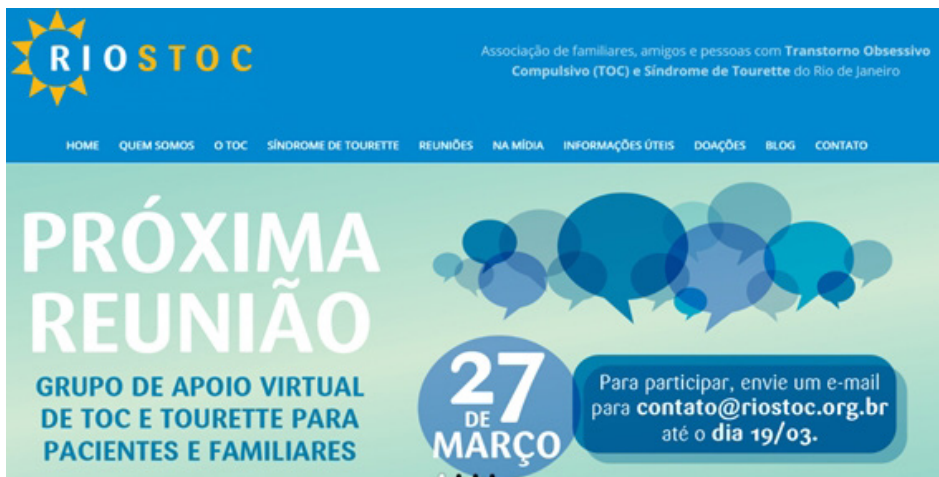 RIOSTOC
Associação de familiares, amigos e pessoas com Transtorno Obsessivo
Compulsivo (TOC) e Síndrome de Tourette do Rio de Janeiro
HOME QUEM SOMOS O TOC SÍNDROME DE TOURETTE REUNIÕES NA MÍDIA INFORMAÇÕES ÚTEIS DOAÇÕES BLOG CONTATO
PRÓXIMA
REUNIÃO
GRUPO DE APOIO VIRTUAL
DE TOC E TOURETTE PARA
PACIENTES E FAMILIARES
27
DE
MARÇO
Para participar, envie um e-mail
para contato@riostoc.org.br
até o dia 19/03.